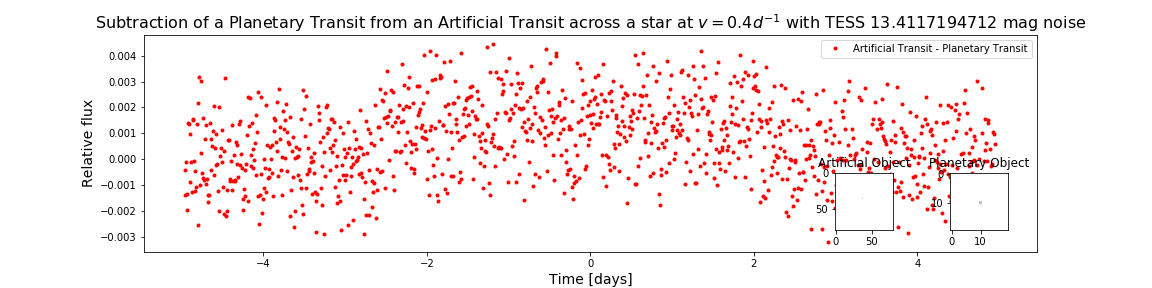 Subtraction of a Planetary Transit from an Artificial Transit across a star at v = 0.4d⁻¹ with TESS 13.4117194712 mag noise
Relative flux
0.004
0.003
0.002
0.001
0.000
−0.001
−0.002
−0.003
Artificial Transit - Planetary Transit
Artificial Object
0
50
0 50
Planetary Object
0
10
0 10
−4 −2 0 2 4
Time [days]